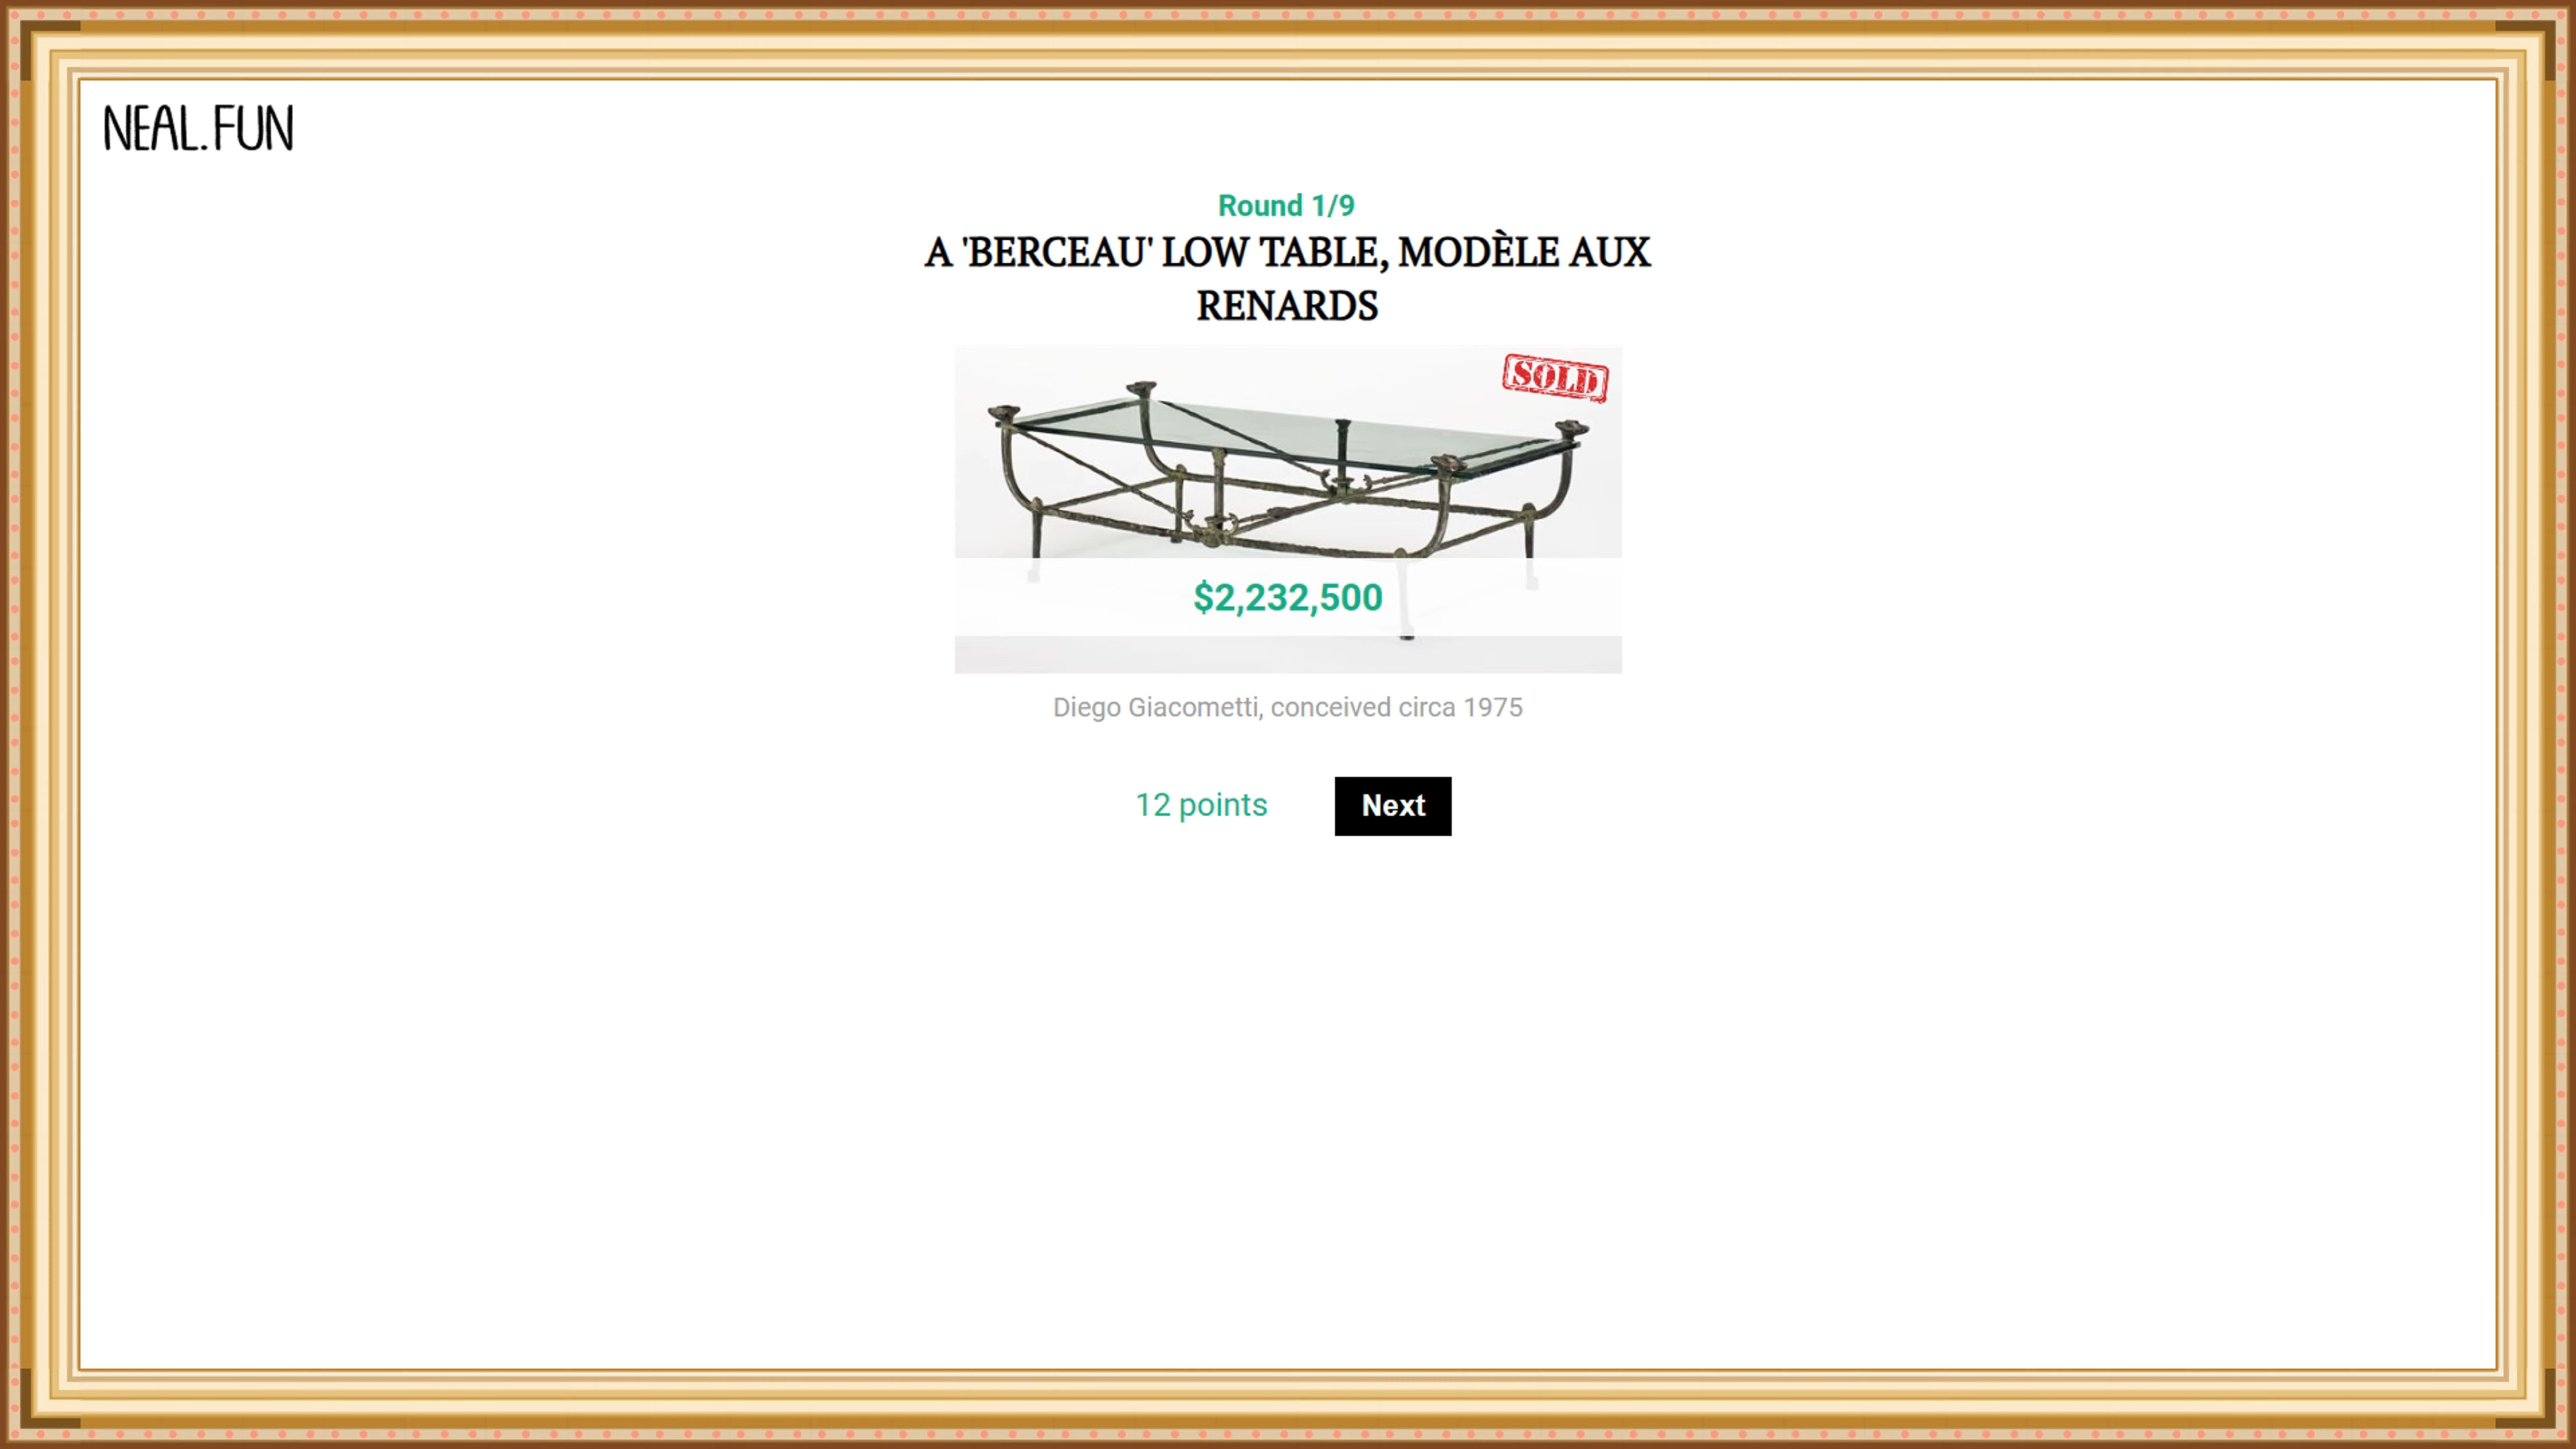 NEAL.FUN
Round 1/9
A 'BERCEAU' LOW TABLE, MODÈLE AUX
RENARDS
SOLD
$2,232,500
Diego Giacometti, conceived circa 1975
12 points
Next